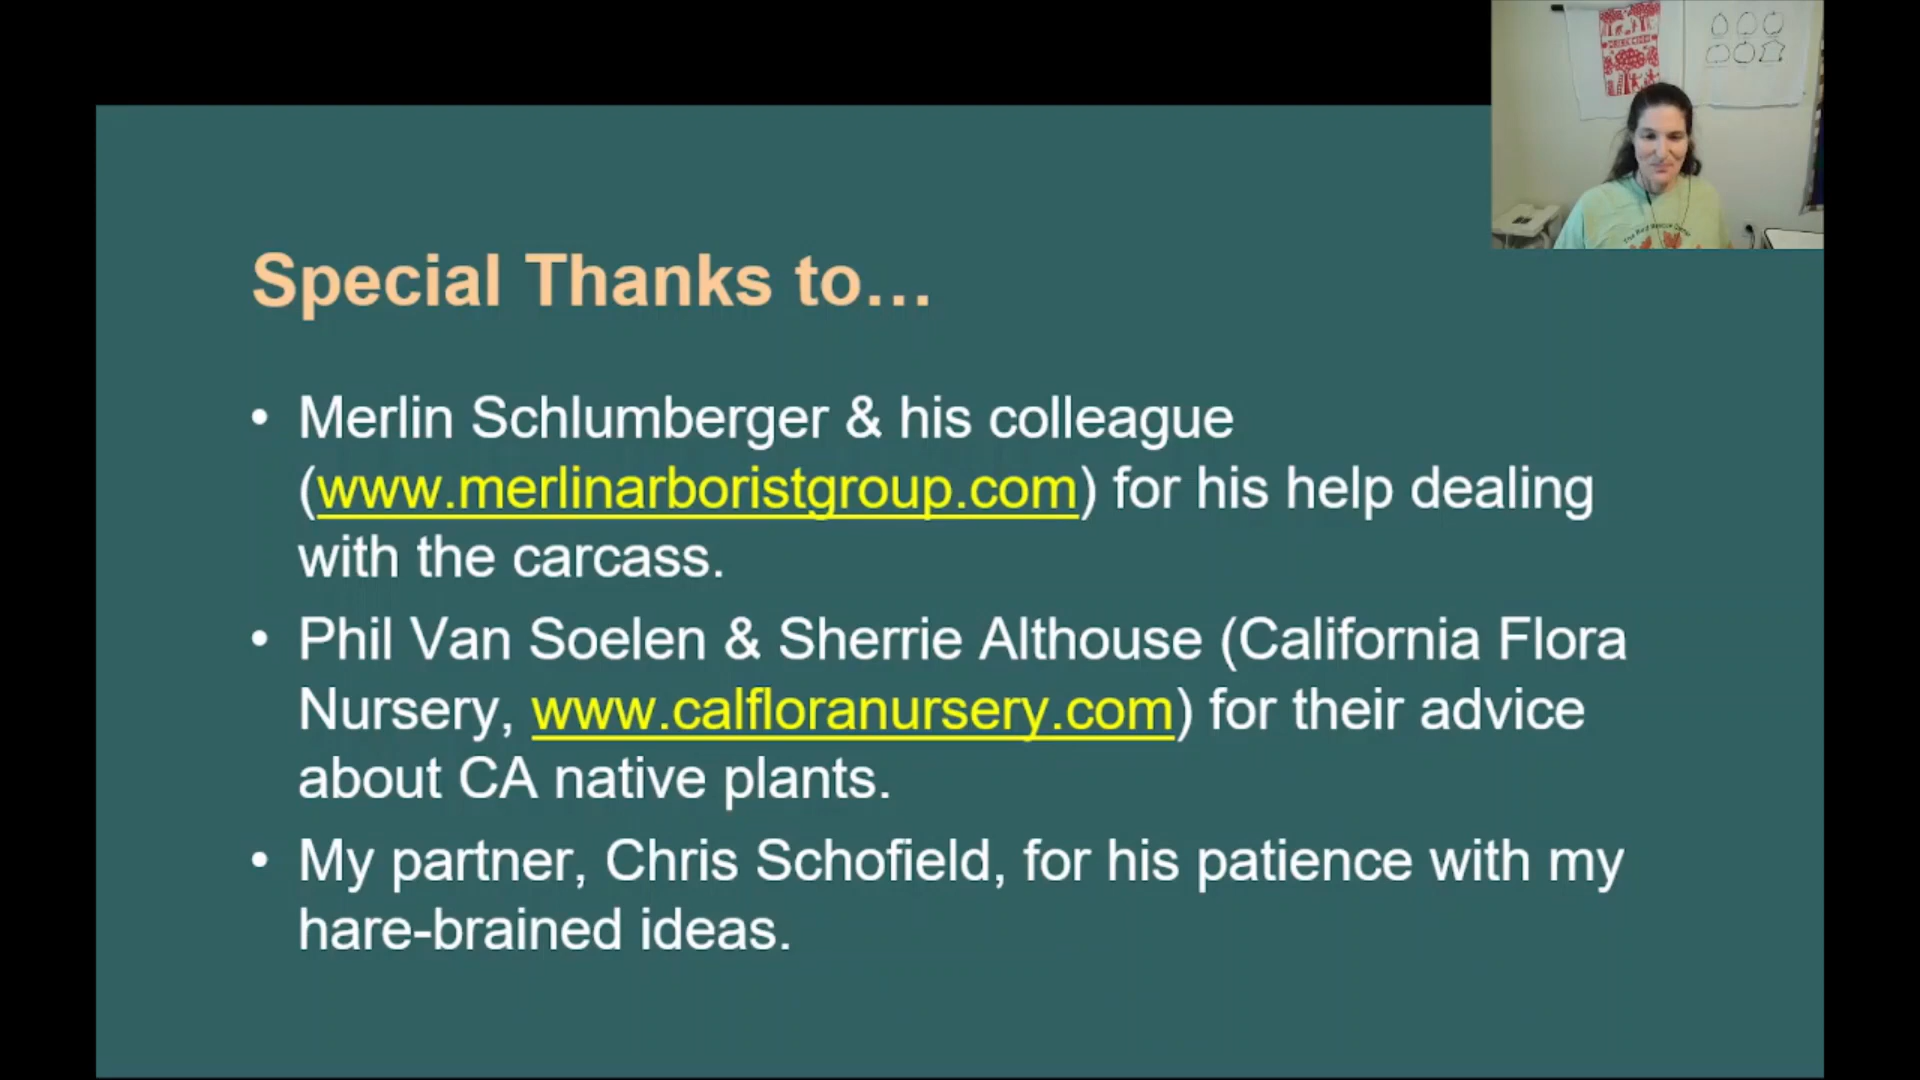 Special Thanks to…
• Merlin Schlumberger & his colleague
(www.merlinarboristgroup.com) for his help dealing
with the carcass.
• Phil Van Soelen & Sherrie Althouse (California Flora
Nursery, www.calfloranursery.com) for their advice
about CA native plants.
• My partner, Chris Schofield, for his patience with my
hare-brained ideas.